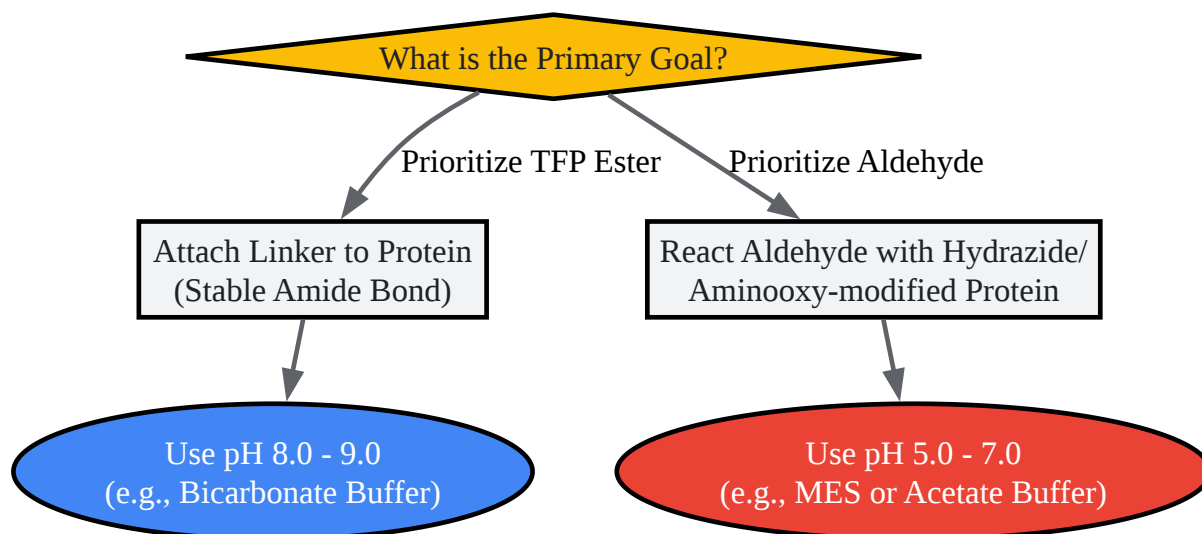 What is the Primary Goal?
Prioritize TFP Ester
Prioritize Aldehyde
Attach Linker to Protein
(Stable Amide Bond)
React Aldehyde with Hydrazide/
Aminooxy-modified Protein
Use pH 8.0 - 9.0
(e.g., Bicarbonate Buffer)
Use pH 5.0 - 7.0
(e.g., MES or Acetate Buffer)